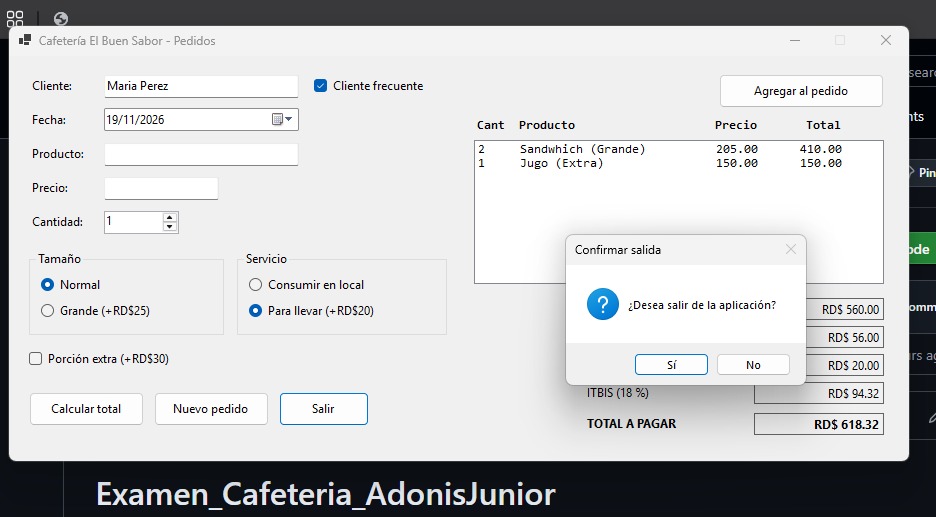 Cafetería El Buen Sabor - Pedidos
Cliente: Maria Perez Cliente frecuente
Agregar al pedido
Fecha: 19/11/2026
Producto:
Precio:
Cantidad: 1
Cant Producto Precio Total
2 Sandwhich (Grande) 205.00 410.00
1 Jugo (Extra) 150.00 150.00
Tamaño
Normal
Grande (+RD$25)
Servicio
Consumir en local
Para llevar (+RD$20)
Porción extra (+RD$30)
Calcular total Nuevo pedido Salir
Confirmar salida
¿Desea salir de la aplicación?
Sí No
RD$ 560.00
RD$ 56.00
RD$ 20.00
ITBIS (18 %) RD$ 94.32
TOTAL A PAGAR RD$ 618.32
Pin
Examen_Cafeteria_AdonisJunior